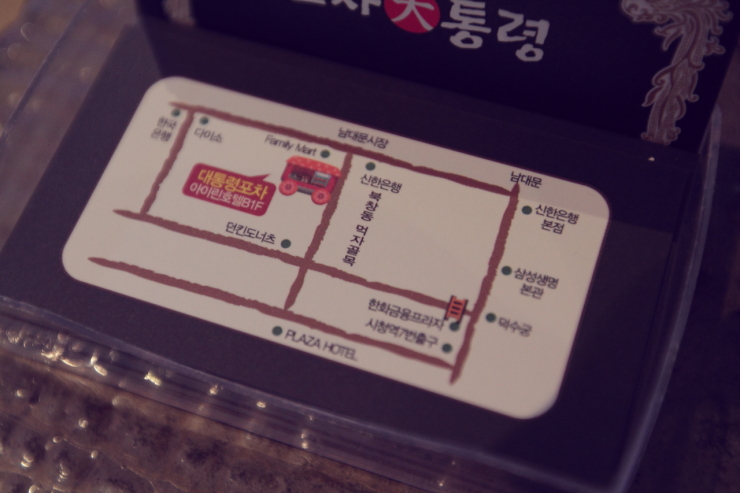 大통령
남대문시장
Family Mart
한국
은행
다이소
대통령포차
아이린호텔B1F
신한은행
북창동 먹자골목
던킨도너츠
남대문
신한은행
본점
삼성생명
본관
덕수궁
한화금융프라자
시청역7번출구
PLAZA HOTEL